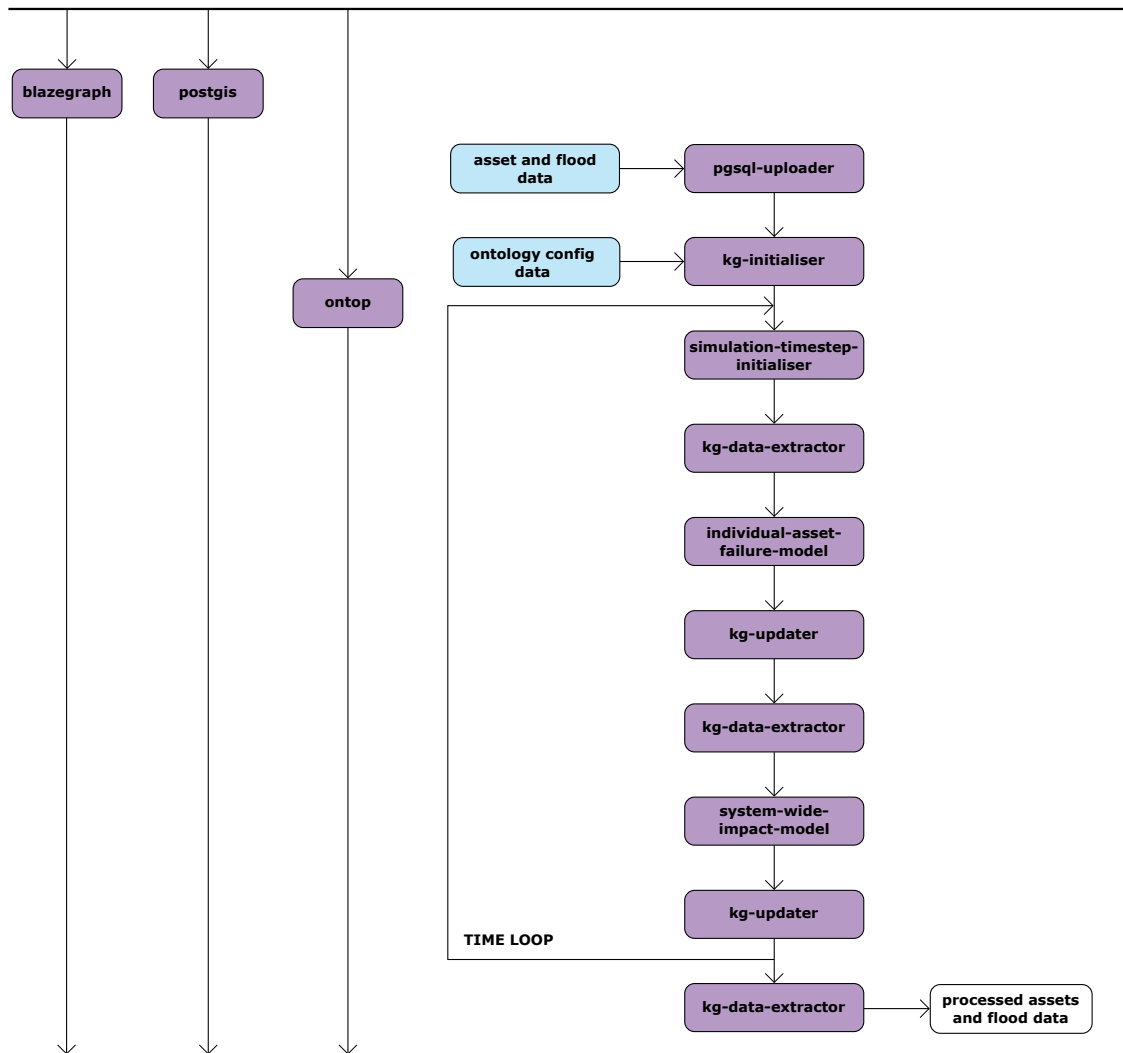 blazegraph
postgis
asset and flood
data
pgsql-uploader
ontology config
data
kg-initialiser
ontop
simulation-timestep-
initialiser
kg-data-extractor
individual-asset-
failure-model
kg-updater
kg-data-extractor
system-wide-
impact-model
kg-updater
TIME LOOP
kg-data-extractor
processed assets
and flood data